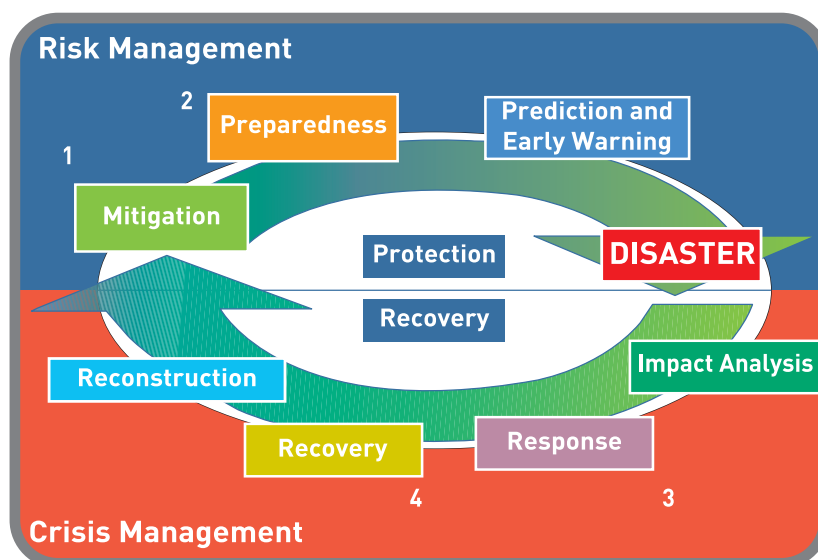 Risk Management
2
Preparedness
Prediction and
Early Warning
1
Mitigation
Protection
DISASTER
Recovery
Impact Analysis
Reconstruction
Recovery
Response
4
3
Crisis Management